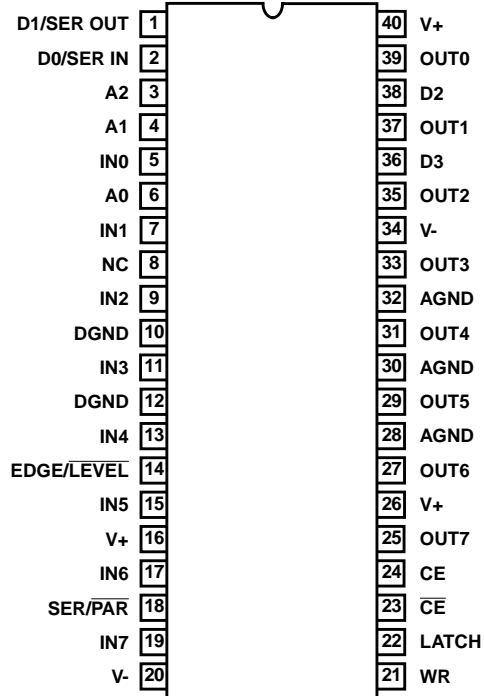 D1/SER OUT 1 40 V+
D0/SER IN 2 39 OUT0
A2 3 38 D2
A1 4 37 OUT1
IN0 5 36 D3
A0 6 35 OUT2
IN1 7 34 V-
NC 8 33 OUT3
IN2 9 32 AGND
DGND 10 31 OUT4
IN3 11 30 AGND
DGND 12 29 OUT5
IN4 13 28 AGND
EDGE/L̅E̅V̅E̅L̅ 14 27 OUT6
IN5 15 26 V+
V+ 16 25 OUT7
IN6 17 24 CE
SER/P̅A̅R̅ 18 23 C̅E̅
IN7 19 22 LATCH
V- 20 21 WR